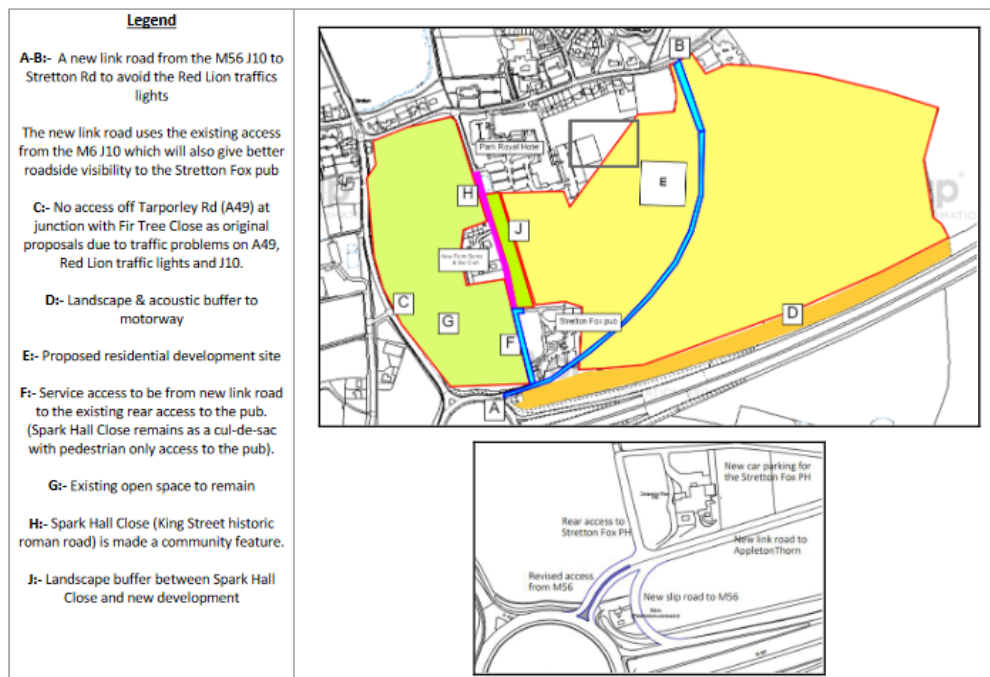 Legend
A-B:- A new link road from the M56 J10 to
Stretton Rd to avoid the Red Lion traffics
lights
The new link road uses the existing access
from the M6 J10 which will also give better
roadside visibility to the Stretton Fox pub
C:- No access off Tarporley Rd (A49) at
junction with Fir Tree Close as original
proposals due to traffic problems on A49,
Red Lion traffic lights and J10.
D:- Landscape & acoustic buffer to
motorway
E:- Proposed residential development site
F:- Service access to be from new link road
to the existing rear access to the pub.
(Spark Hall Close remains as a cul-de-sac
with pedestrian only access to the pub).
G:- Existing open space to remain
H:- Spark Hall Close (King Street historic
roman road) is made a community feature.
J:- Landscape buffer between Spark Hall
Close and new development
B
Park Royal Hotel
E
H
J
C
G
Stretton Fox pub
D
F
A
New car parking for
the Stretton Fox PH
Rear access to
Stretton Fox PH
New link road to
AppletonThorn
Revised access
from M56
New slip road to M56